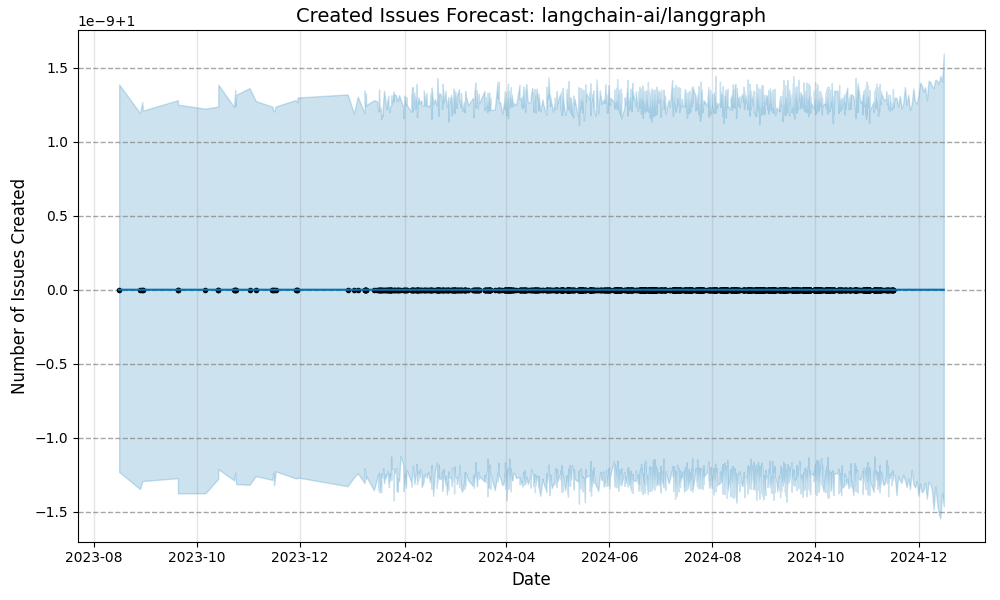 Created Issues Forecast: langchain-ai/langgraph
1e−9+1
1.5
1.0
0.5
0.0
−0.5
−1.0
−1.5
Number of Issues Created
2023-08 2023-10 2023-12 2024-02 2024-04 2024-06 2024-08 2024-10 2024-12
Date